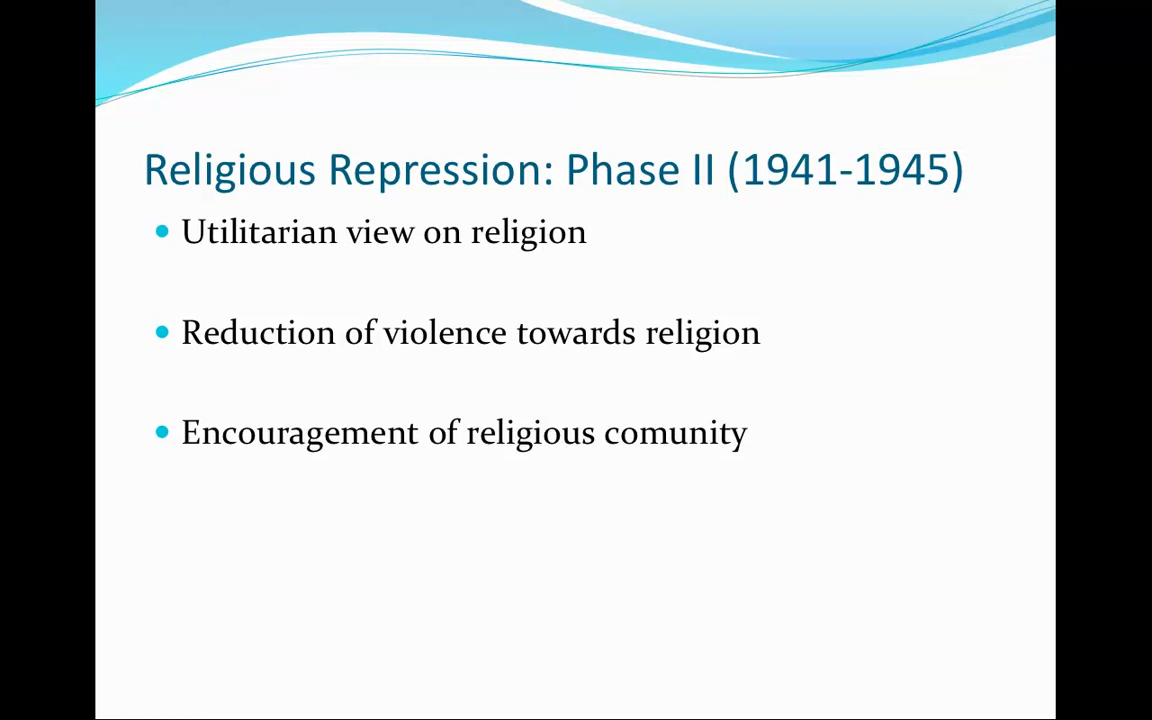 Religious Repression: Phase II (1941-1945)
Utilitarian view on religion
Reduction of violence towards religion
Encouragement of religious comunity